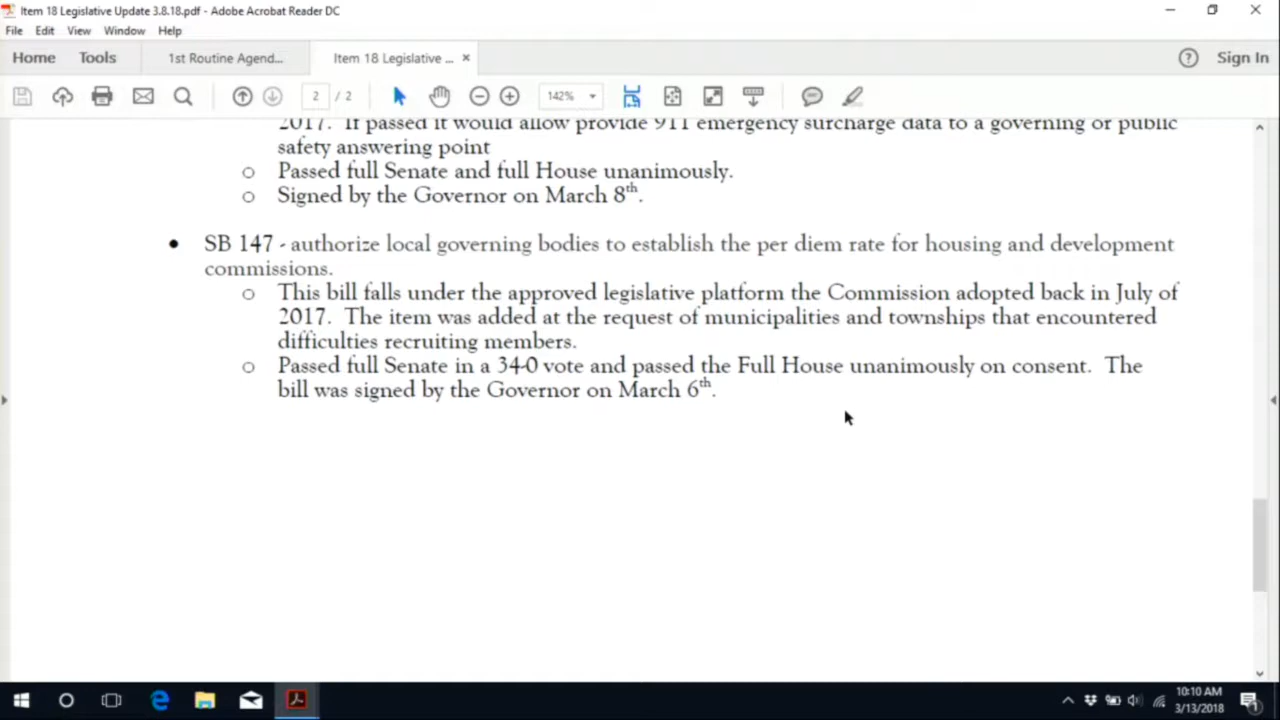 Item 18 Legislative Update 3.8.18.pdf - Adobe Acrobat Reader DC
File Edit View Window Help
Home Tools 1st Routine Agend... Item 18 Legislative ... × Sign In
2 / 2 142%
2017. If passed it would allow provide 911 emergency surcharge data to a governing or public
safety answering point
o Passed full Senate and full House unanimously.
o Signed by the Governor on March 8th.
• SB 147 - authorize local governing bodies to establish the per diem rate for housing and development
commissions.
o This bill falls under the approved legislative platform the Commission adopted back in July of
2017. The item was added at the request of municipalities and townships that encountered
difficulties recruiting members.
o Passed full Senate in a 34-0 vote and passed the Full House unanimously on consent. The
bill was signed by the Governor on March 6th.
10:10 AM
3/13/2018
1